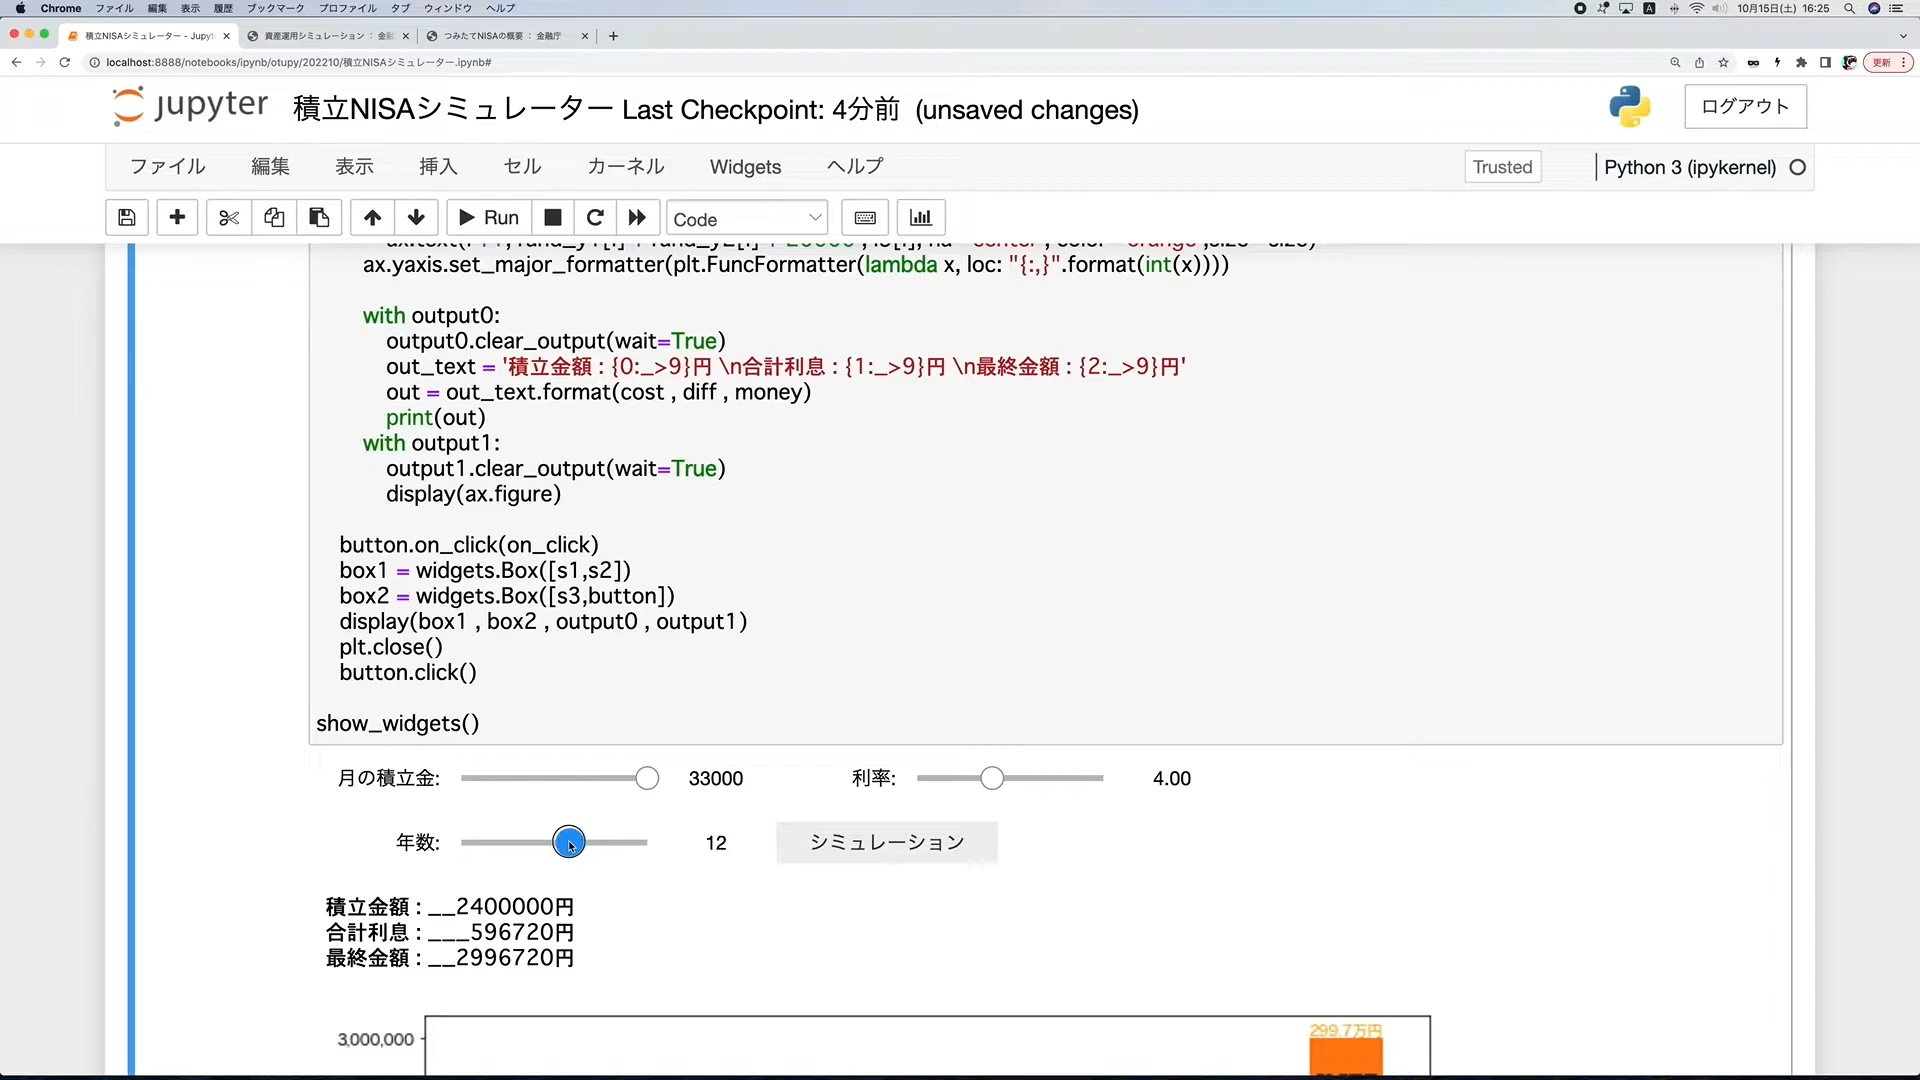 Chrome ファイル 編集 表示 履歴 ブックマーク プロファイル タブ ウィンドウ ヘルプ 10月15日(土) 16:25
積立NISAシミュレーター - Jupyt 資産運用シミュレーション : 金融 つみたてNISAの概要 : 金融庁
localhost:8888/notebooks/ipynb/otupy/202210/積立NISAシミュレーター.ipynb# 更新
jupyter 積立NISAシミュレーター Last Checkpoint: 4分前 (unsaved changes) ログアウト
ファイル 編集 表示 挿入 セル カーネル Widgets ヘルプ Trusted Python 3 (ipykernel)
Run Code
ax.yaxis.set_major_formatter(plt.FuncFormatter(lambda x, loc: "{:,}".format(int(x))))
with output0:
output0.clear_output(wait=True)
out_text = '積立金額 : {0:_>9}円 \n合計利息 : {1:_>9}円 \n最終金額 : {2:_>9}円'
out = out_text.format(cost , diff , money)
print(out)
with output1:
output1.clear_output(wait=True)
display(ax.figure)
button.on_click(on_click)
box1 = widgets.Box([s1,s2])
box2 = widgets.Box([s3,button])
display(box1 , box2 , output0 , output1)
plt.close()
button.click()
show_widgets()
月の積立金: 33000 利率: 4.00
年数: 12 シミュレーション
積立金額 : __2400000円
合計利息 : ___596720円
最終金額 : __2996720円
299.7万円
3,000,000